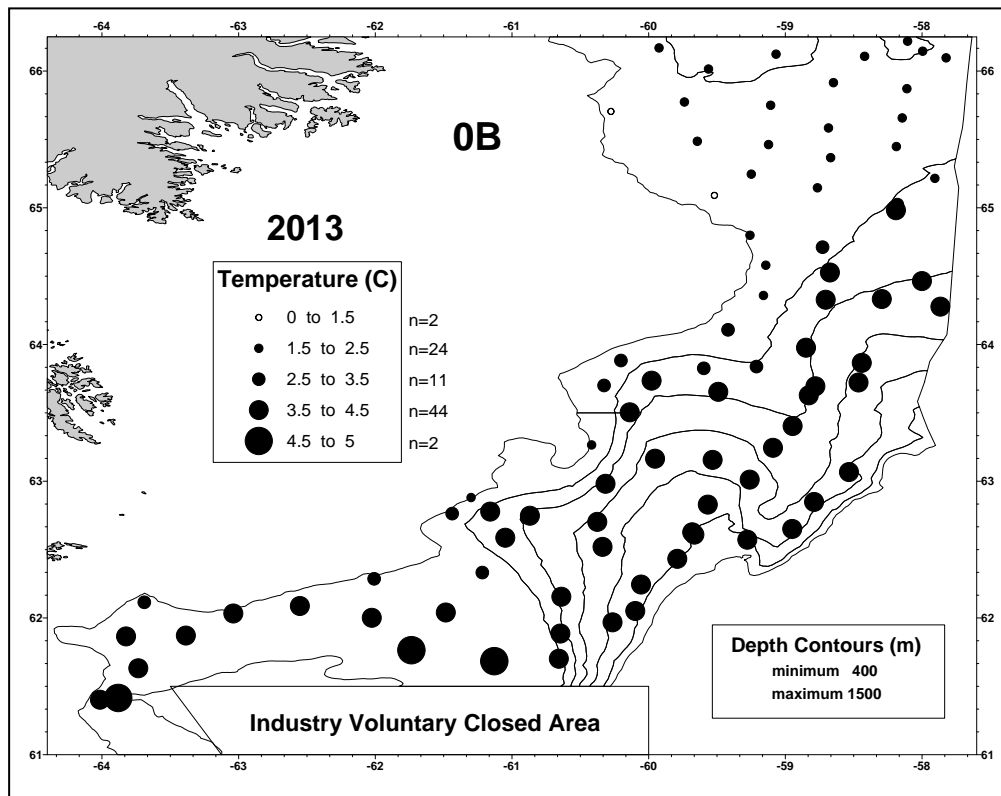 -64 -63 -62 -61 -60 -59 -58
66 66
0B
65 65
2013
Temperature (C)
0 to 1.5 n=2
1.5 to 2.5 n=24
2.5 to 3.5 n=11
3.5 to 4.5 n=44
4.5 to 5 n=2
64 64
63 63
62 62
Depth Contours (m)
minimum 400
maximum 1500
Industry Voluntary Closed Area
61 61
-64 -63 -62 -61 -60 -59 -58